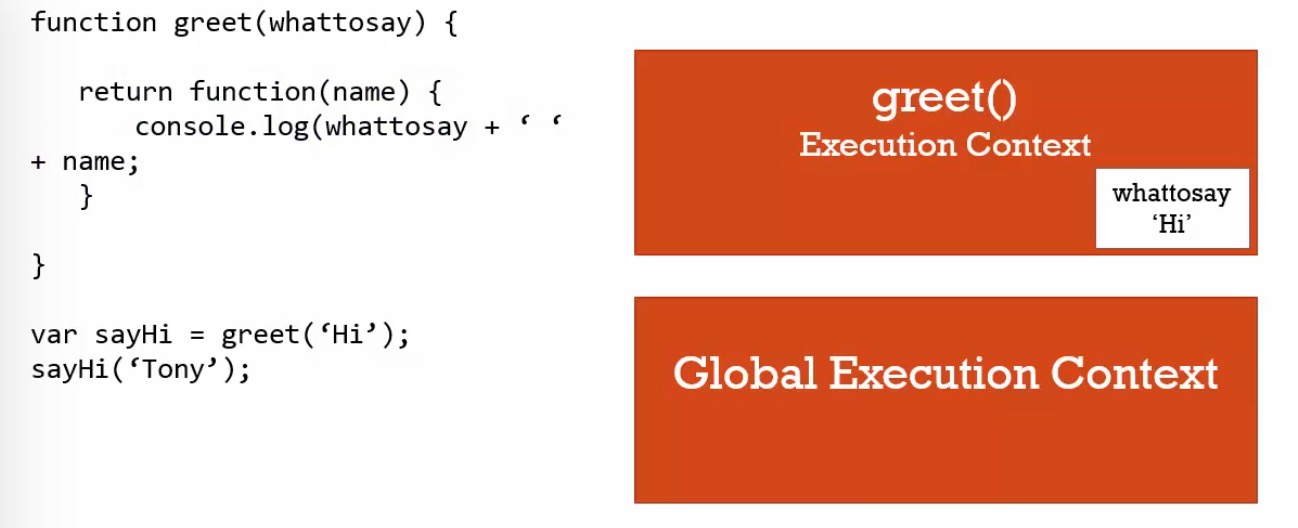 function greet(whattosay) {
return function(name) {
console.log(whattosay + ‘ ‘
+ name;
}
}
var sayHi = greet(‘Hi’);
sayHi(‘Tony’);
greet()
Execution Context
whattosay
‘Hi’
Global Execution Context